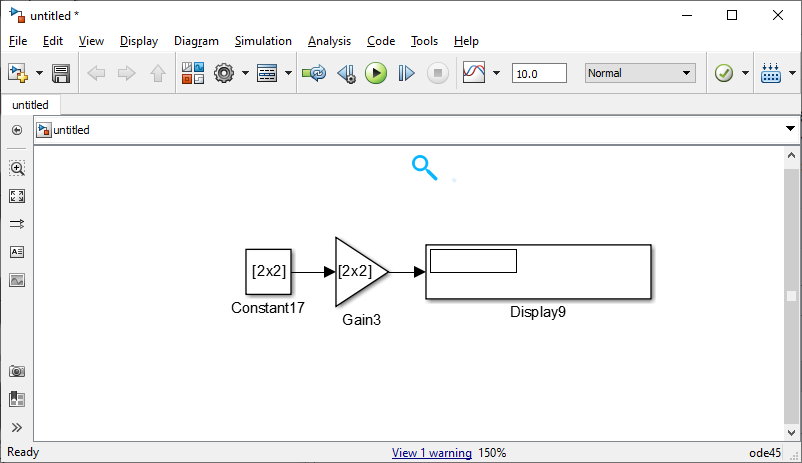 untitled *
File Edit View Display Diagram Simulation Analysis Code Tools Help
10.0 Normal
untitled
untitled
[2x2] [2x2]
Constant17
Gain3
Display9
Ready View 1 warning 150% ode45